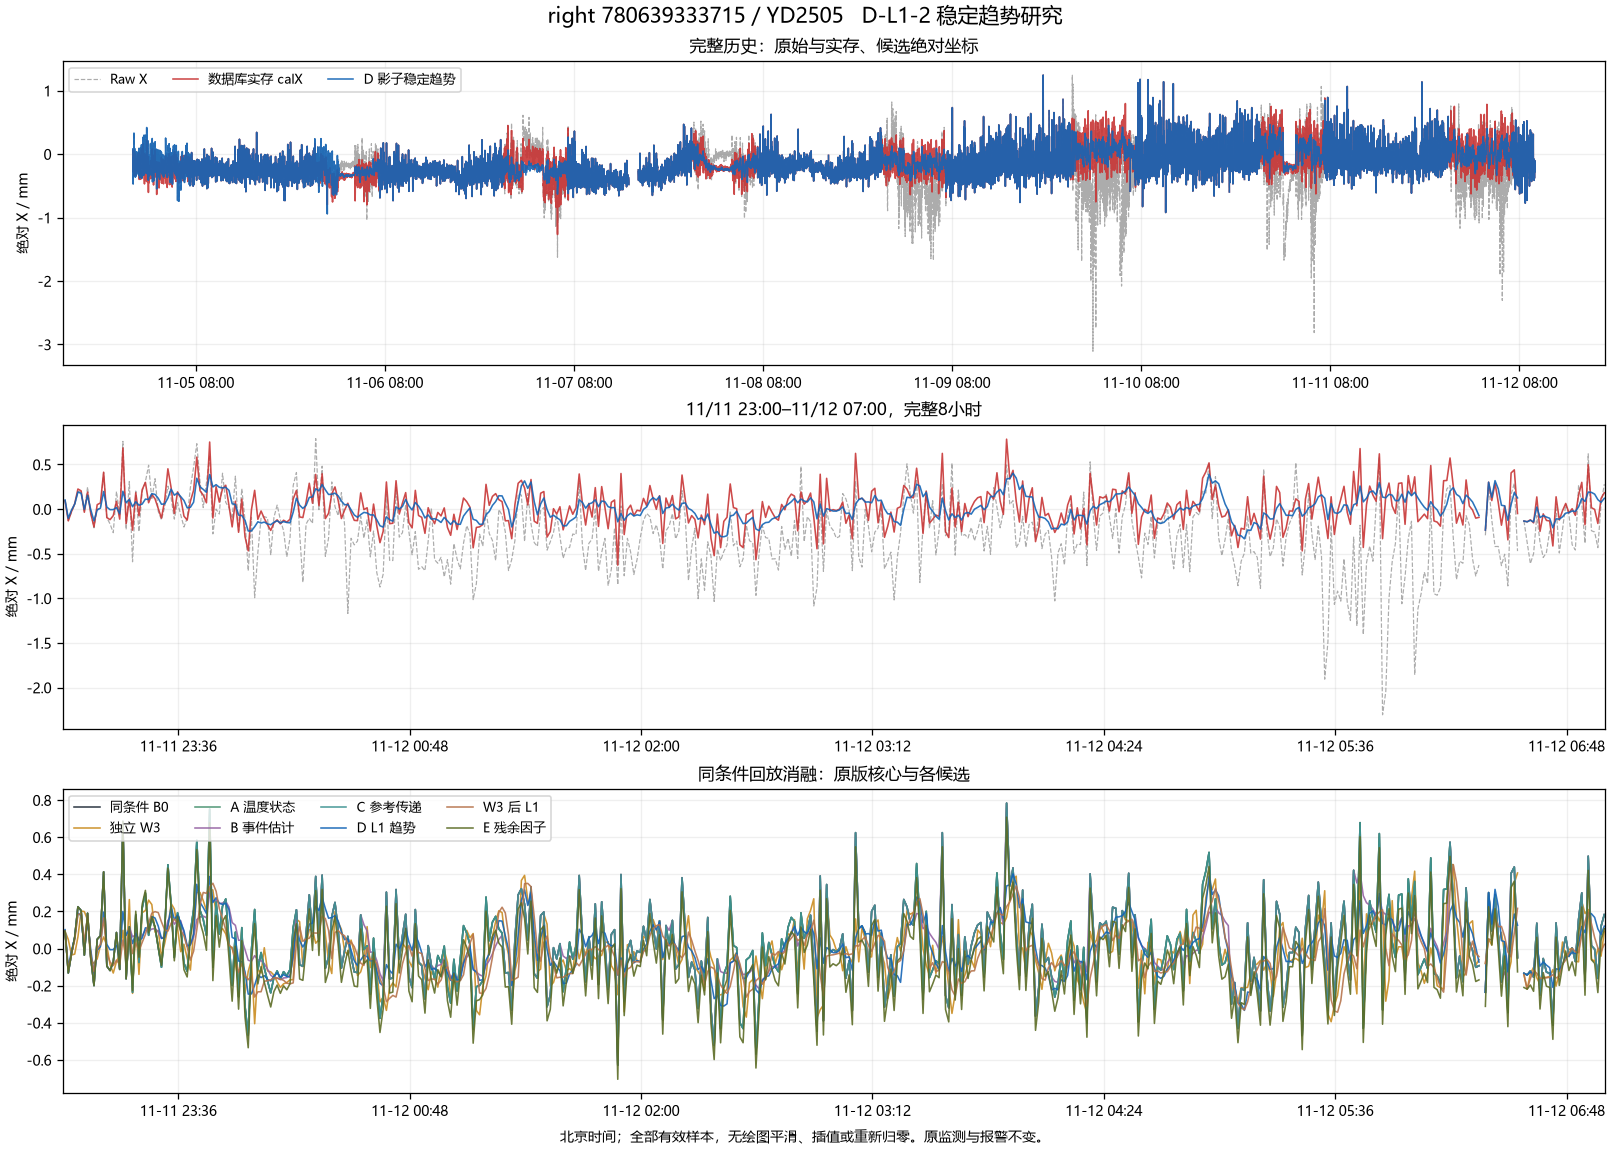 right 780639333715 / YD2505   D-L1-2 稳定趋势研究
完整历史：原始与实存、候选绝对坐标
Raw X
数据库实存 calX
D 影子稳定趋势
绝对 X / mm
1
0
-1
-2
-3
11-05 08:00
11-06 08:00
11-07 08:00
11-08 08:00
11-09 08:00
11-10 08:00
11-11 08:00
11-12 08:00
11/11 23:00–11/12 07:00，完整8小时
绝对 X / mm
0.5
0.0
-0.5
-1.0
-1.5
-2.0
11-11 23:36
11-12 00:48
11-12 02:00
11-12 03:12
11-12 04:24
11-12 05:36
11-12 06:48
同条件回放消融：原版核心与各候选
同条件 B0
A 温度状态
C 参考传递
W3 后 L1
独立 W3
B 事件估计
D L1 趋势
E 残余因子
绝对 X / mm
0.8
0.6
0.4
0.2
0.0
-0.2
-0.4
-0.6
11-11 23:36
11-12 00:48
11-12 02:00
11-12 03:12
11-12 04:24
11-12 05:36
11-12 06:48
北京时间；全部有效样本，无绘图平滑、插值或重新归零。原监测与报警不变。